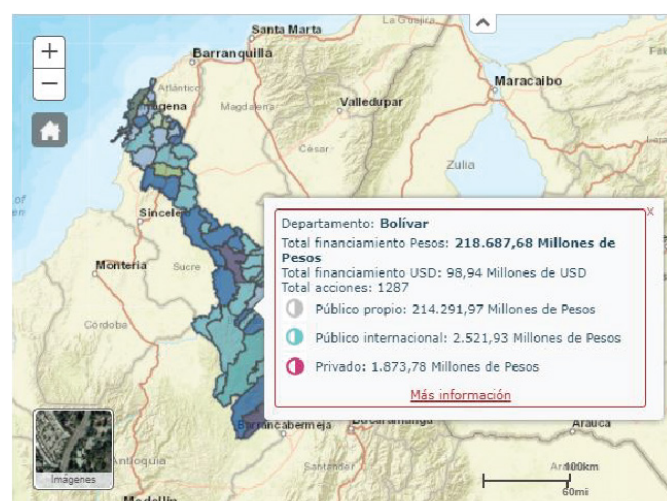 La Guajira
Santa Marta
Barranquilla
Maracaibo
Atlántico
Magdalena
Valledupar
César
Zulia
Sincelejo
Montería
Sucre
Córdoba
x
Departamento: Bolívar
Total financiamiento Pesos: 218.687,68 Millones de
Pesos
Total financiamiento USD: 98,94 Millones de USD
Total acciones: 1287
Público propio: 214.291,97 Millones de Pesos
Público internacional: 2.521,93 Millones de Pesos
Privado: 1.873,78 Millones de Pesos
Más información
Barrancabermeja
Bucaramanga
Arauca
Antioquia
Santander
100km
60mi
Imágenes
Medellín